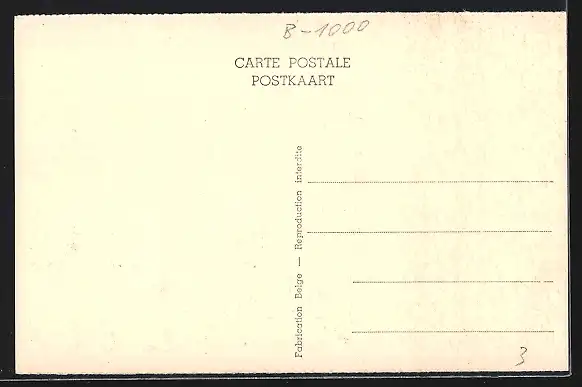 B-1000
CARTE POSTALE
POSTKAART
Fabrication Belge — Reproduction interdite
3